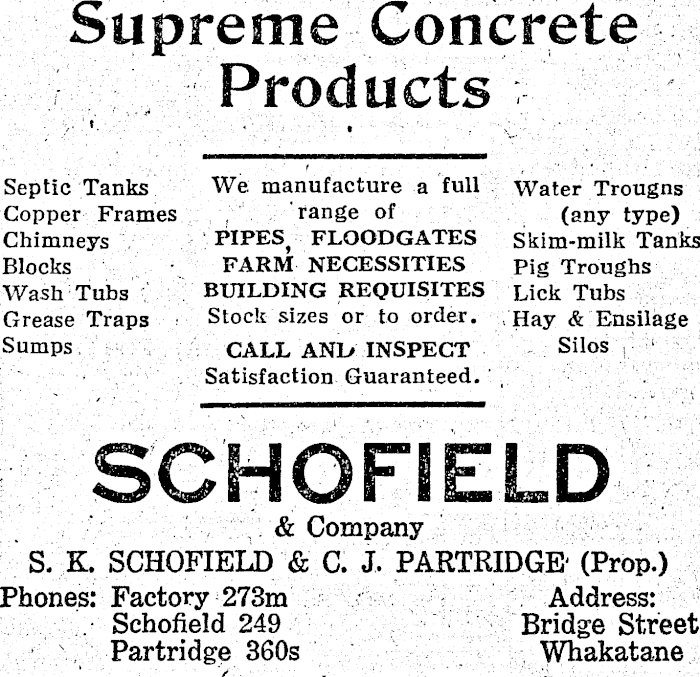 Supreme Concrete
Products
Septic Tanks
Copper Frames
Chimneys
Blocks
Wash Tubs
Grease Traps
Sumps
We manufacture a full
range of
PIPES, FLOODGATES
FARM NECESSITIES
BUILDING REQUISITES
Stock sizes or to order.
CALL AND INSPECT
Satisfaction Guaranteed.
Water Trougns
(any type)
Skim-milk Tanks
Pig Troughs
Lick Tubs
Hay & Ensilage
Silos
SCHOFIELD
& Company
S. K. SCHOFIELD & C. J. PARTRIDGE (Prop.)
Phones: Factory 273m
Schofield 249
Partridge 360s
Address:
Bridge Street
Whakatane